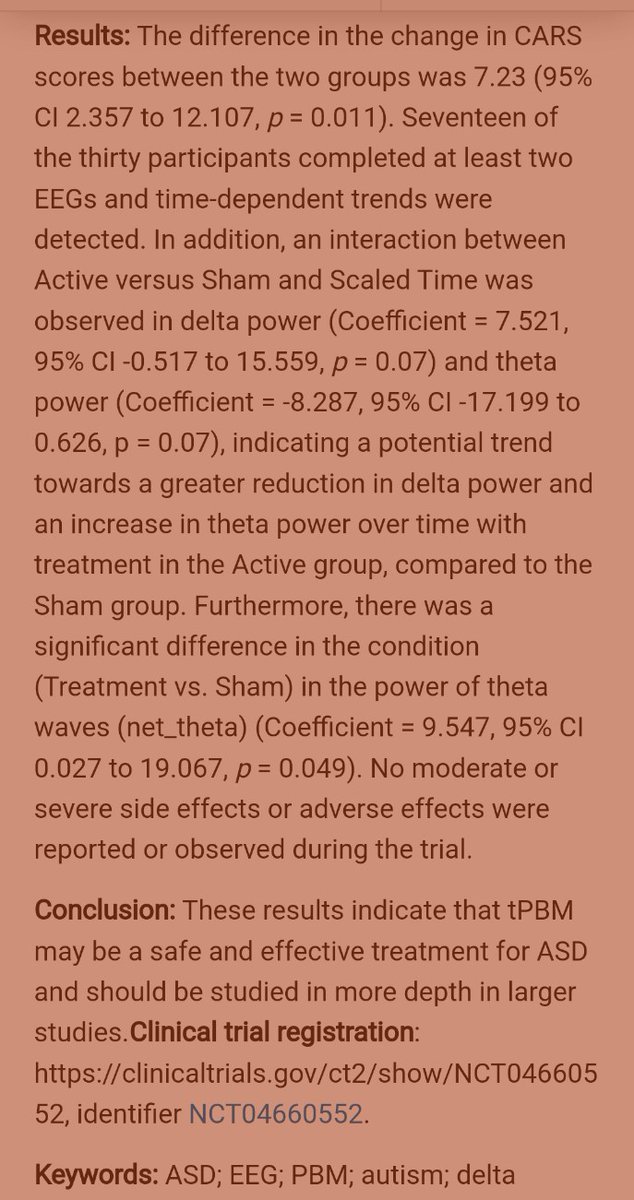 Results: The difference in the change in CARS
scores between the two groups was 7.23 (95%
CI 2.357 to 12.107, p = 0.011). Seventeen of
the thirty participants completed at least two
EEGs and time-dependent trends were
detected. In addition, an interaction between
Active versus Sham and Scaled Time was
observed in delta power (Coefficient = 7.521,
95% CI -0.517 to 15.559, p = 0.07) and theta
power (Coefficient = -8.287, 95% CI -17.199 to
0.626, p = 0.07), indicating a potential trend
towards a greater reduction in delta power and
an increase in theta power over time with
treatment in the Active group, compared to the
Sham group. Furthermore, there was a
significant difference in the condition
(Treatment vs. Sham) in the power of theta
waves (net_theta) (Coefficient = 9.547, 95% CI
0.027 to 19.067, p = 0.049). No moderate or
severe side effects or adverse effects were
reported or observed during the trial.
Conclusion: These results indicate that tPBM
may be a safe and effective treatment for ASD
and should be studied in more depth in larger
studies.Clinical trial registration:
https://clinicaltrials.gov/ct2/show/NCT046605
52, identifier NCT04660552.
Keywords: ASD; EEG; PBM; autism; delta